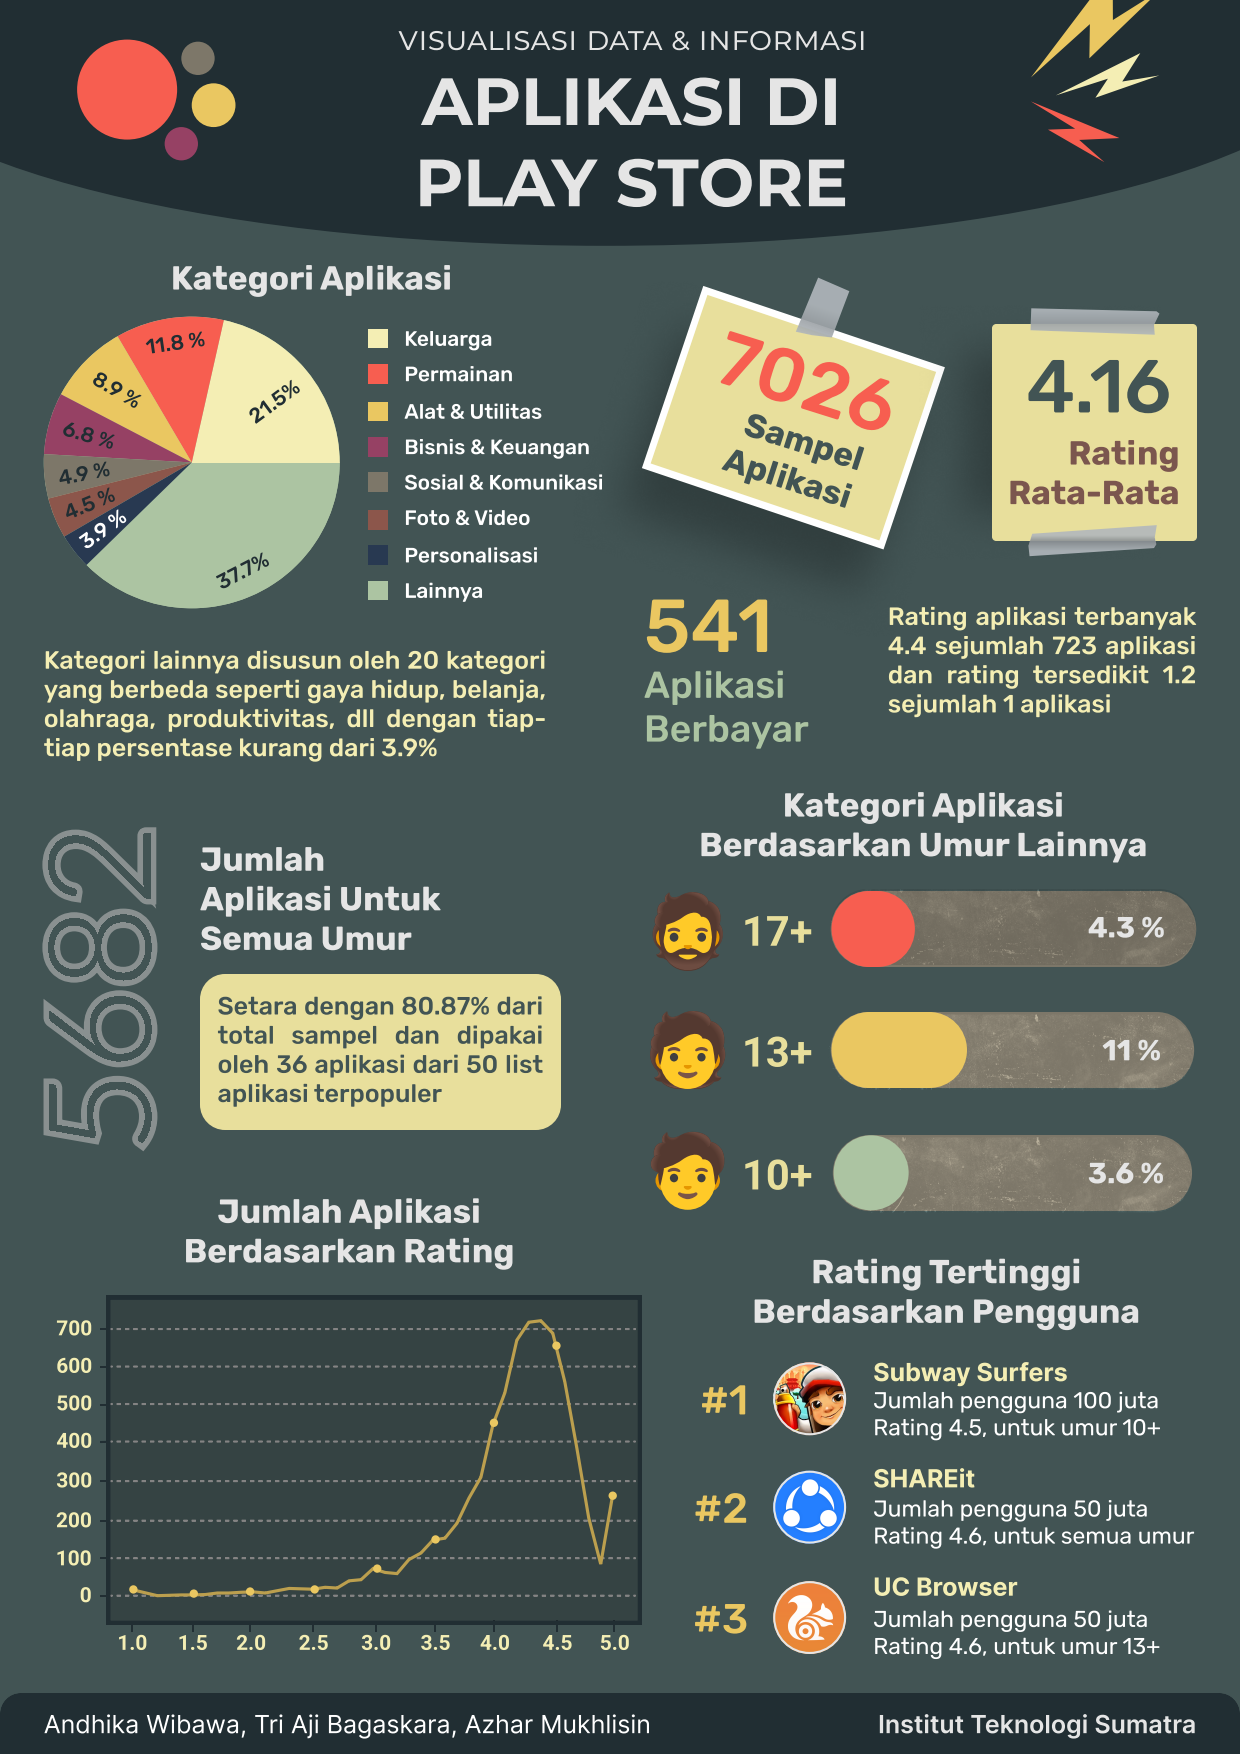 VISUALISASI DATA & INFORMASI
APLIKASI DI
PLAY STORE
Kategori Aplikasi
11.8 %
21.5%
8.9 %
6.8 %
4.9 %
4.5 %
3.9 %
37.7%
Keluarga
Permainan
Alat & Utilitas
Bisnis & Keuangan
Sosial & Komunikasi
Foto & Video
Personalisasi
Lainnya
Kategori lainnya disusun oleh 20 kategori
yang berbeda seperti gaya hidup, belanja,
olahraga, produktivitas, dll dengan tiap-
tiap persentase kurang dari 3.9%
7026
Sampel
Aplikasi
4.16
Rating
Rata-Rata
541
Aplikasi
Berbayar
Rating aplikasi terbanyak
4.4 sejumlah 723 aplikasi
dan rating tersedikit 1.2
sejumlah 1 aplikasi
5682
Jumlah
Aplikasi Untuk
Semua Umur
Setara dengan 80.87% dari
total sampel dan dipakai
oleh 36 aplikasi dari 50 list
aplikasi terpopuler
Kategori Aplikasi
Berdasarkan Umur Lainnya
17+
4.3 %
13+
11 %
10+
3.6 %
Jumlah Aplikasi
Berdasarkan Rating
700
600
500
400
300
200
100
0
1.0 1.5 2.0 2.5 3.0 3.5 4.0 4.5 5.0
Rating Tertinggi
Berdasarkan Pengguna
#1
Subway Surfers
Jumlah pengguna 100 juta
Rating 4.5, untuk umur 10+
#2
SHAREit
Jumlah pengguna 50 juta
Rating 4.6, untuk semua umur
#3
UC Browser
Jumlah pengguna 50 juta
Rating 4.6, untuk umur 13+
Andhika Wibawa, Tri Aji Bagaskara, Azhar Mukhlisin
Institut Teknologi Sumatra